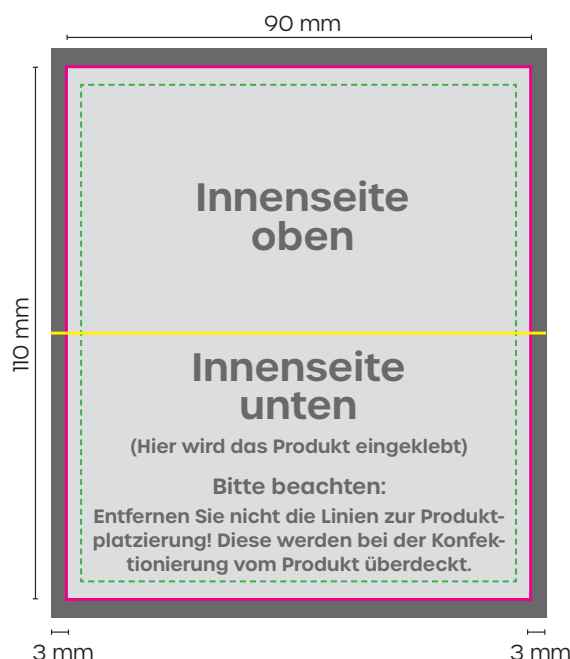 90 mm
Innenseite
oben
110 mm
Innenseite
unten
(Hier wird das Produkt eingeklebt)
Bitte beachten:
Entfernen Sie nicht die Linien zur Produkt-
platzierung! Diese werden bei der Konfek-
tionierung vom Produkt überdeckt.
3 mm
3 mm